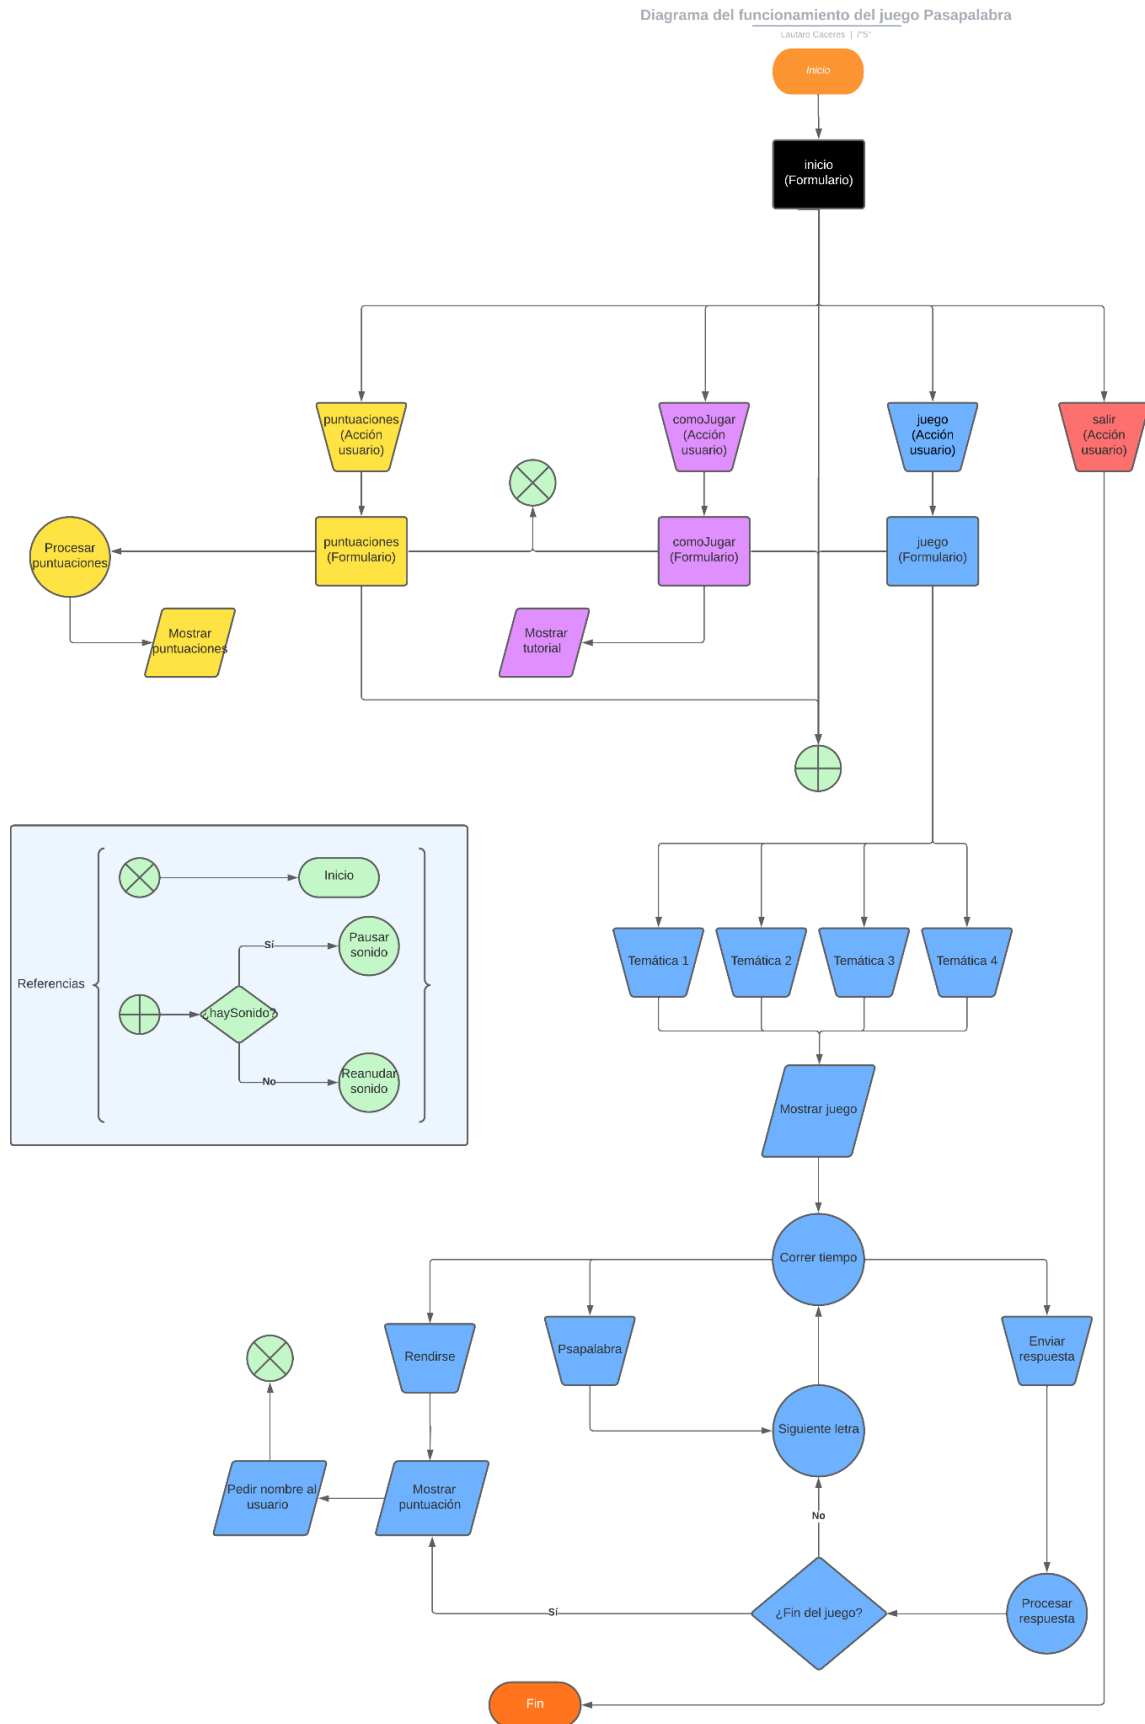 Diagrama del funcionamiento del juego Pasapalabra
Lautaro Caceres | /"5"
Inicio
inicio
(Formulario)
puntuaciones
(Acción
usuario)
comoJugar
(Acción
usuario)
juego
(Acción
usuario)
salir
(Acción
usuario)
Procesar
puntuaciones
puntuaciones
(Formulario)
comoJugar
(Formulario)
juego
(Formulario)
Mostrar
puntuaciones
Mostrar
tutorial
Referencias
Inicio
Sí
Pausar
sonido
¿haySonido?
No
Reanudar
sonido
Temática 1
Temática 2
Temática 3
Temática 4
Mostrar juego
Correr tiempo
Rendirse
Psapalabra
Enviar
respuesta
Siguiente letra
Pedir nombre al
usuario
Mostrar
puntuación
No
Sí
¿Fin del juego?
Procesar
respuesta
Fin